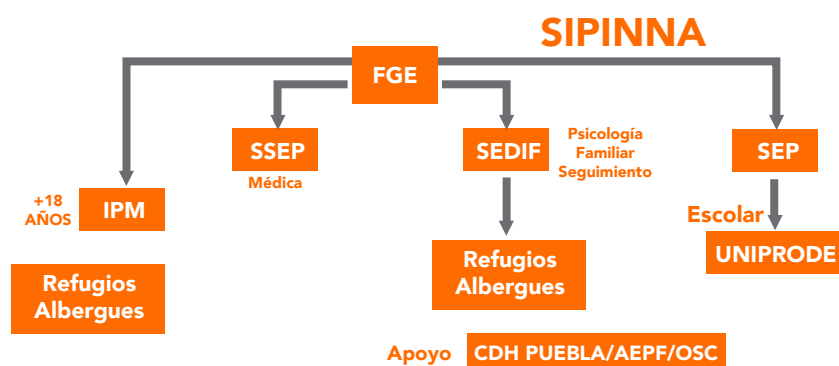 SIPINNA
FGE
SSEP
Médica
SEDIF
Psicología
Familiar
Seguimiento
SEP
+18
AÑOS
IPM
Escolar
UNIPRODE
Refugios
Albergues
Refugios
Albergues
Apoyo
CDH PUEBLA/AEPF/OSC